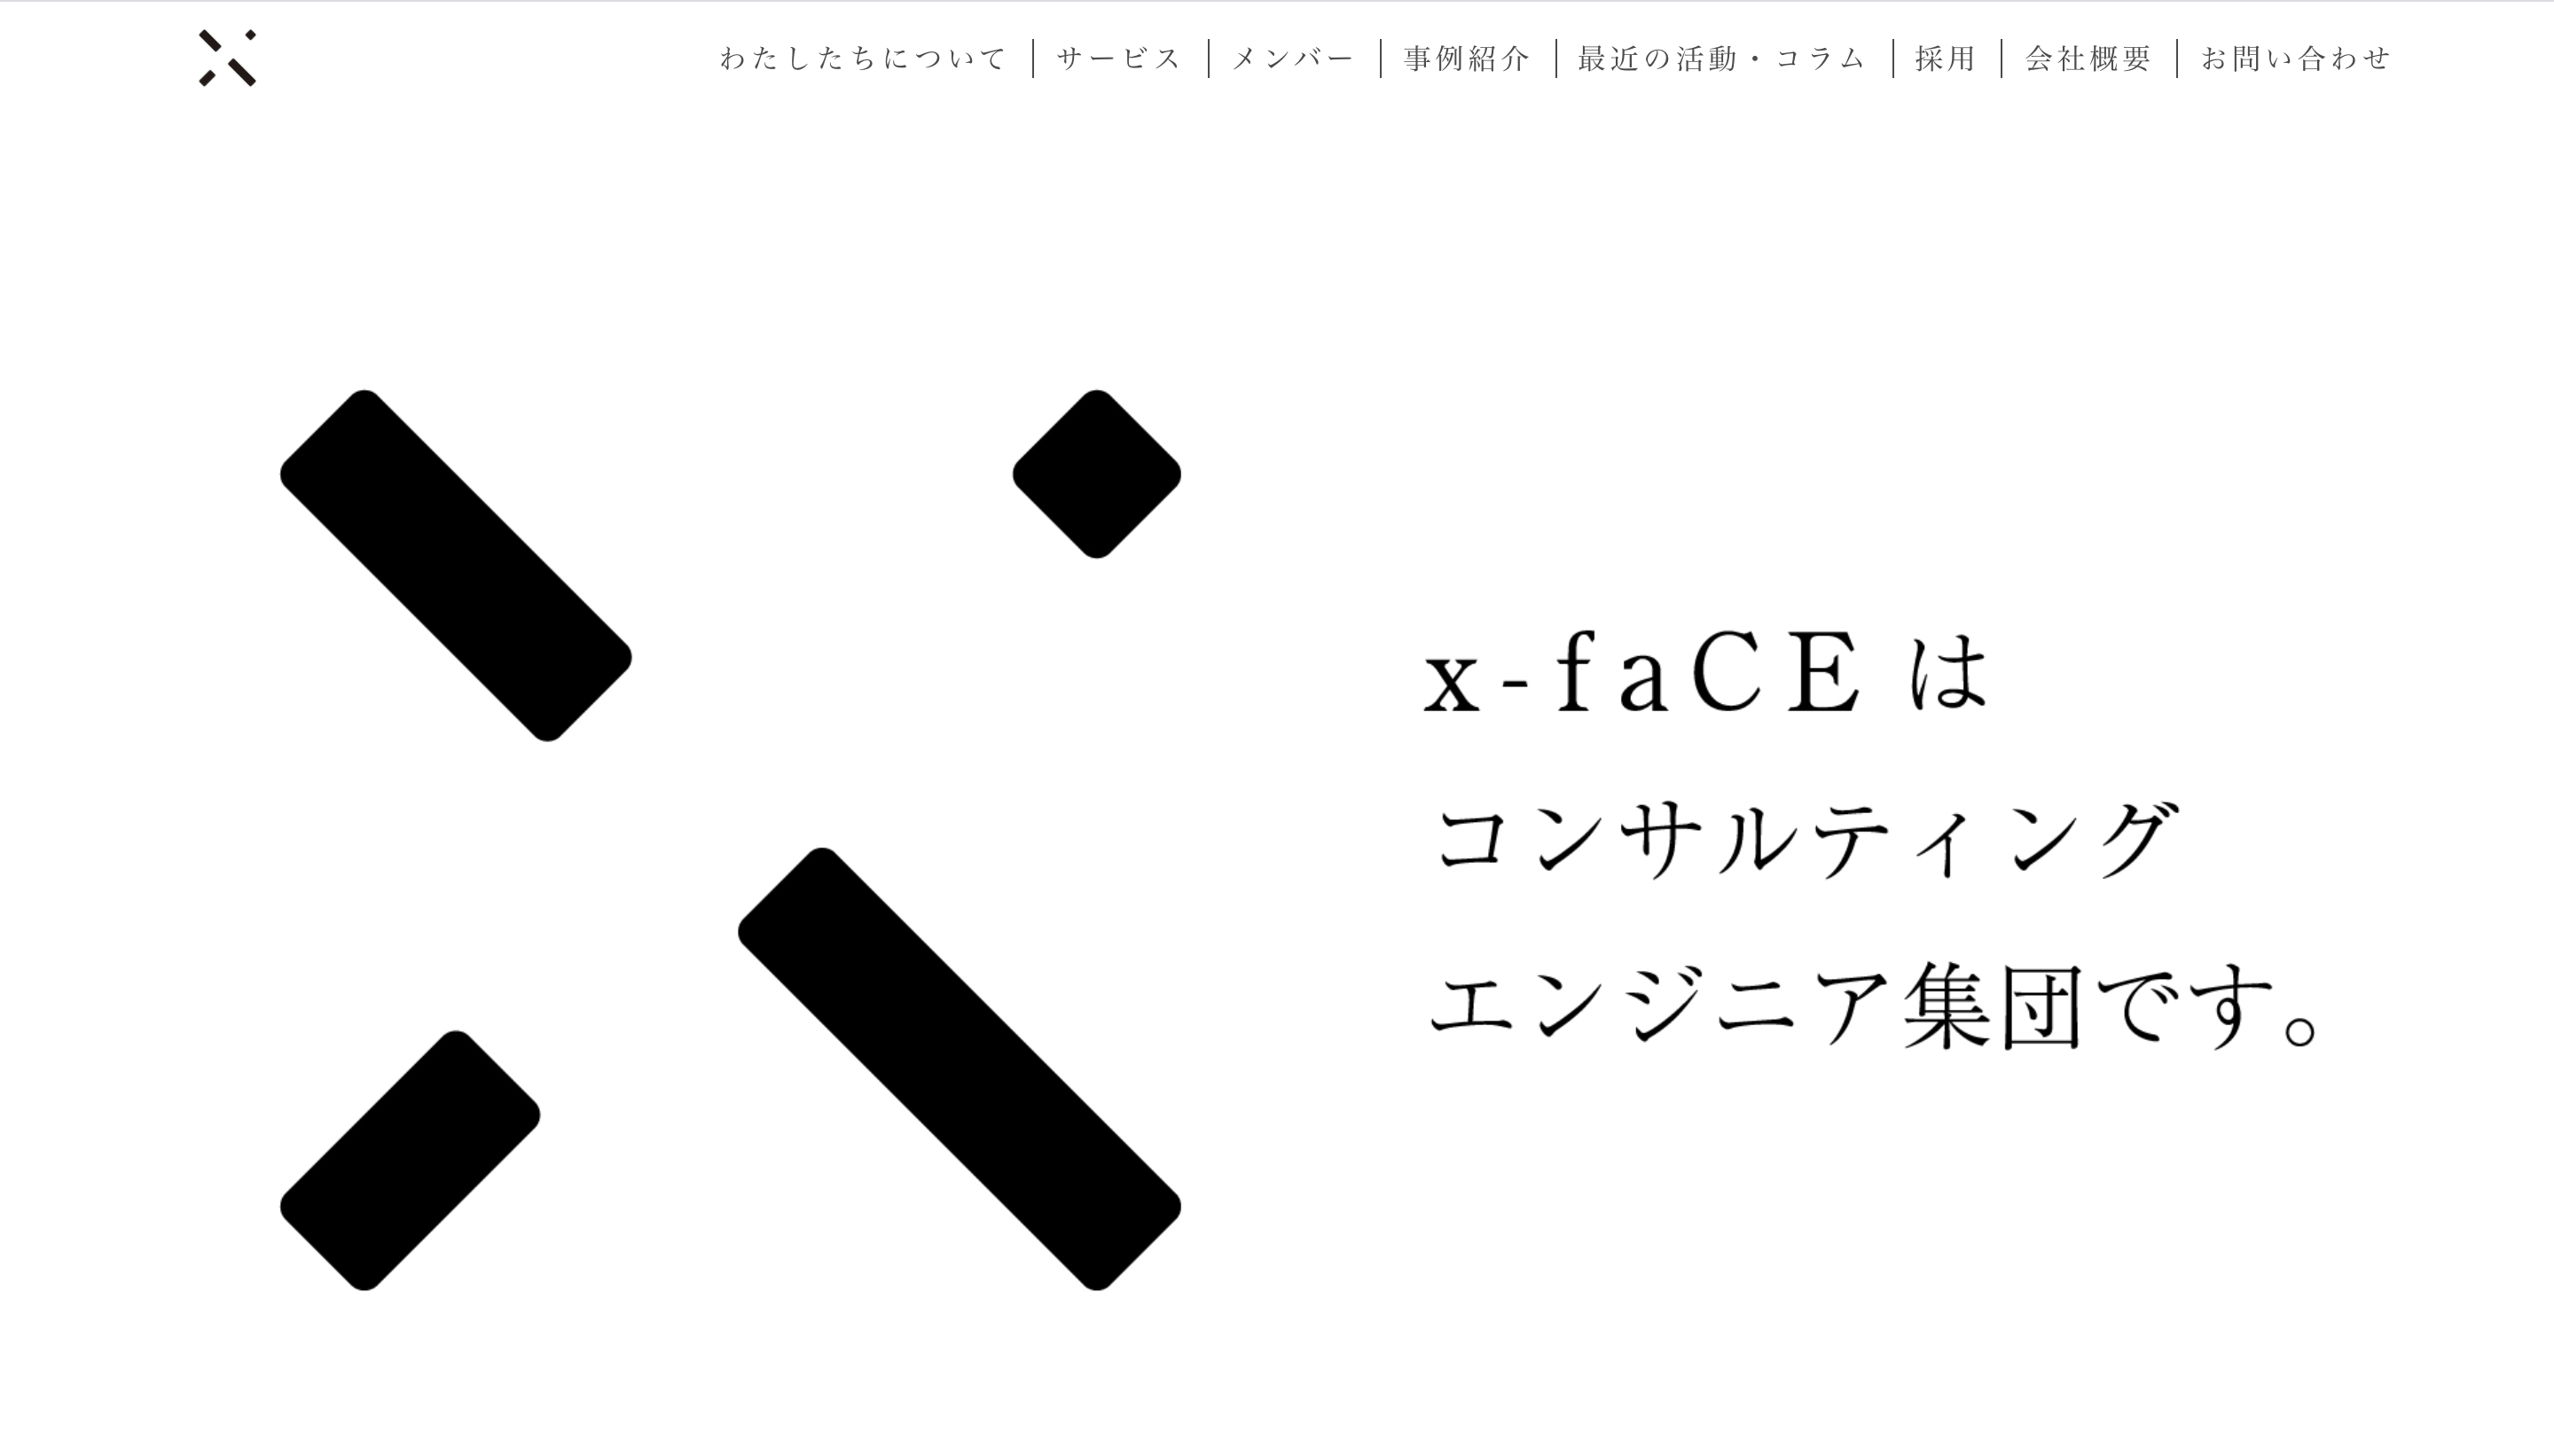 わたしたちについて
サービス
メンバー
事例紹介
最近の活動・コラム
採用
会社概要
お問い合わせ
x-faCE は
コンサルティング
エンジニア集団です。